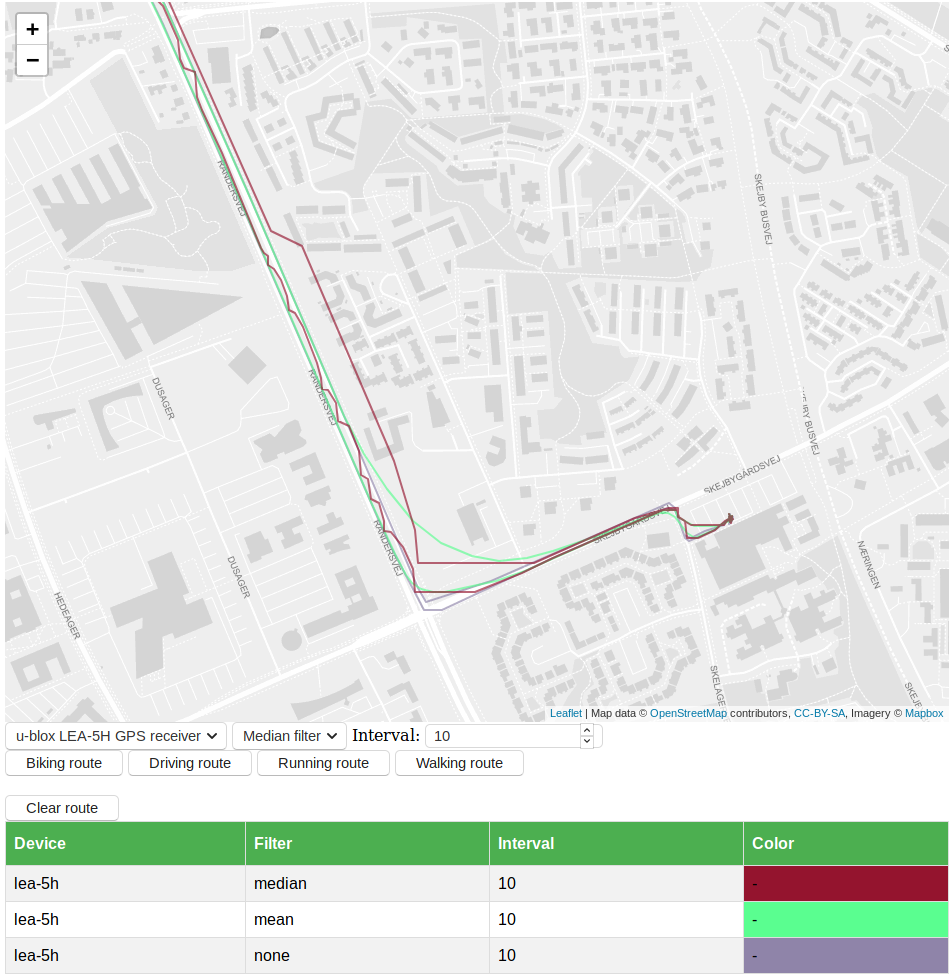 +
−
RANDERSVEJ
SKEJBY BUSVEJ
DUSAGER
RANDERSVEJ
SKEJBY BUSVEJ
SKEJBYGÅRDSVEJ
SKEJBYGÅRDSV
RANDERSVEJ
NÆRINGEN
DUSAGER
HEDEAGER
SKELAGE
SKEJB
Leaflet | Map data © OpenStreetMap contributors, CC-BY-SA, Imagery © Mapbox
u-blox LEA-5H GPS receiver Median filter Interval: 10
Biking route Driving route Running route Walking route
Clear route
Device Filter Interval Color
lea-5h median 10 -
lea-5h mean 10 -
lea-5h none 10 -